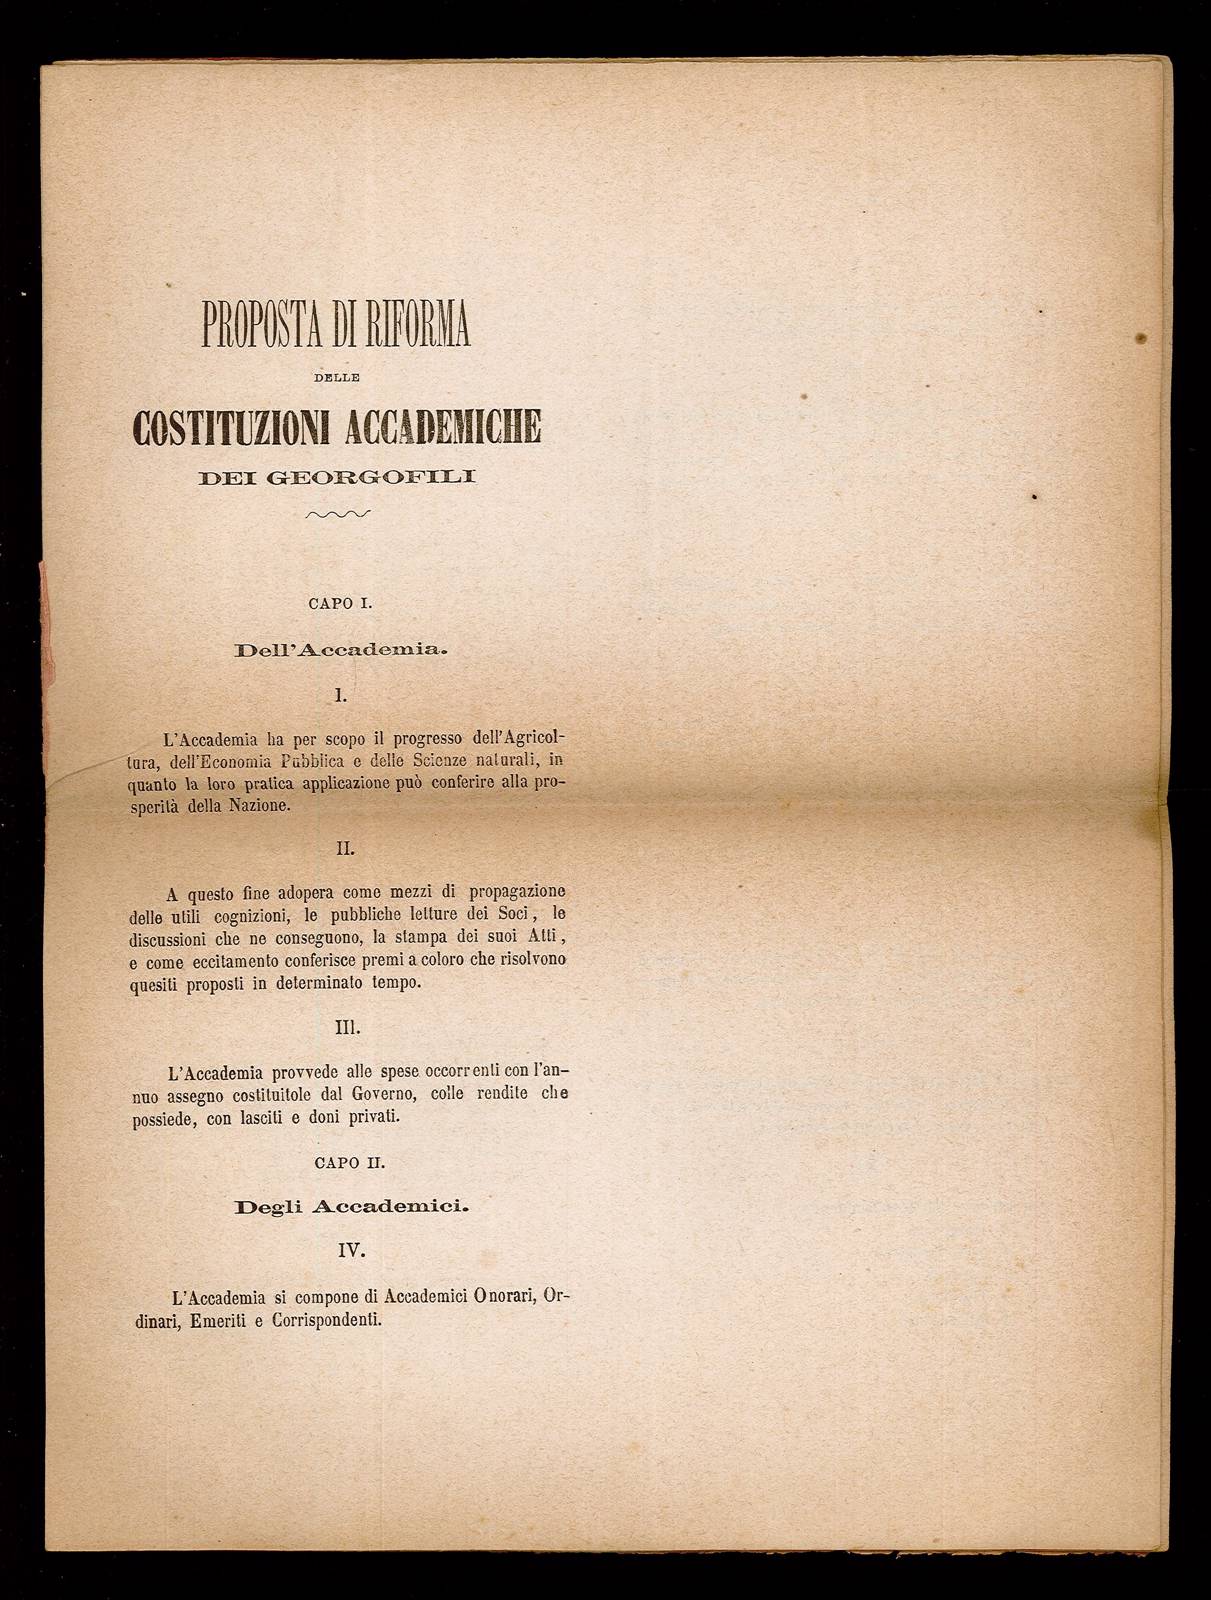 PROPOSTA DI RIFORMA
DELLE
COSTITUZIONI ACCADEMICHE
DEI GEORGOFILI
CAPO I.
Dell'Accademia.
I.
L'Accademia ha per scopo il progresso dell'Agricol-
tura, dell'Economia Pubblica e delle Scienze naturali, in
quanto la loro pratica applicazione può conferire alla pro-
sperità della Nazione.
II.
A questo fine adopera come mezzi di propagazione
delle utili cognizioni, le pubbliche letture dei Soci, le
discussioni che ne conseguono, la stampa dei suoi Atti,
e come eccitamento conferisce premi a coloro che risolvono
quesiti proposti in determinato tempo.
III.
L'Accademia provvede alle spese occorrenti con l'an-
nuo assegno costituitole dal Governo, colle rendite che
possiede, con lasciti e doni privati.
CAPO II.
Degli Accademici.
IV.
L'Accademia si compone di Accademici Onorari, Or-
dinari, Emeriti e Corrispondenti.